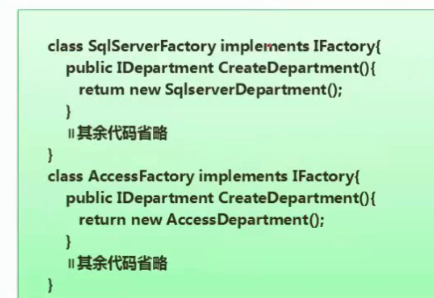 class SqlServerFactory implements IFactory{
public IDepartment CreateDepartment(){
retum new SqlserverDepartment();
}
||其余代码省略
}
class AccessFactory implements IFactory{
public IDepartment CreateDepartment(){
return new AccessDepartment();
}
||其余代码省略
}